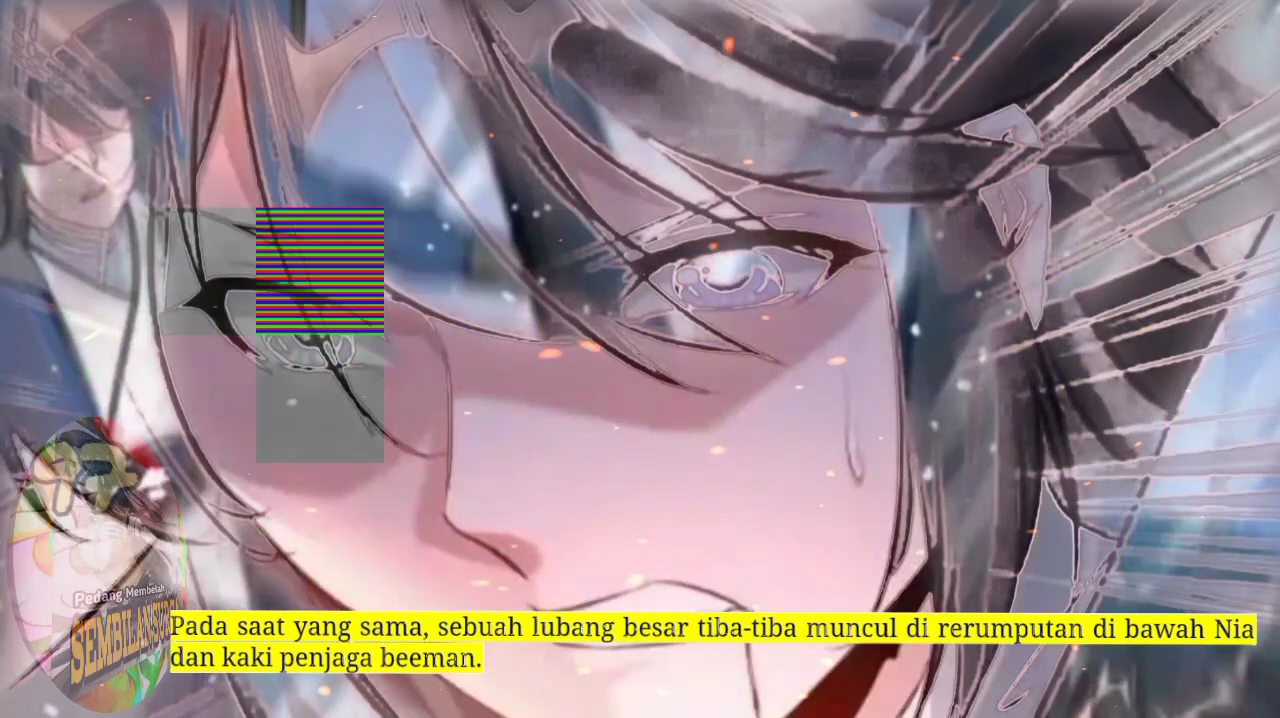 Pedang Membelah
Pada saat yang sama, sebuah lubang besar tiba-tiba muncul di rerumputan di bawah Nia
dan kaki penjaga beeman.